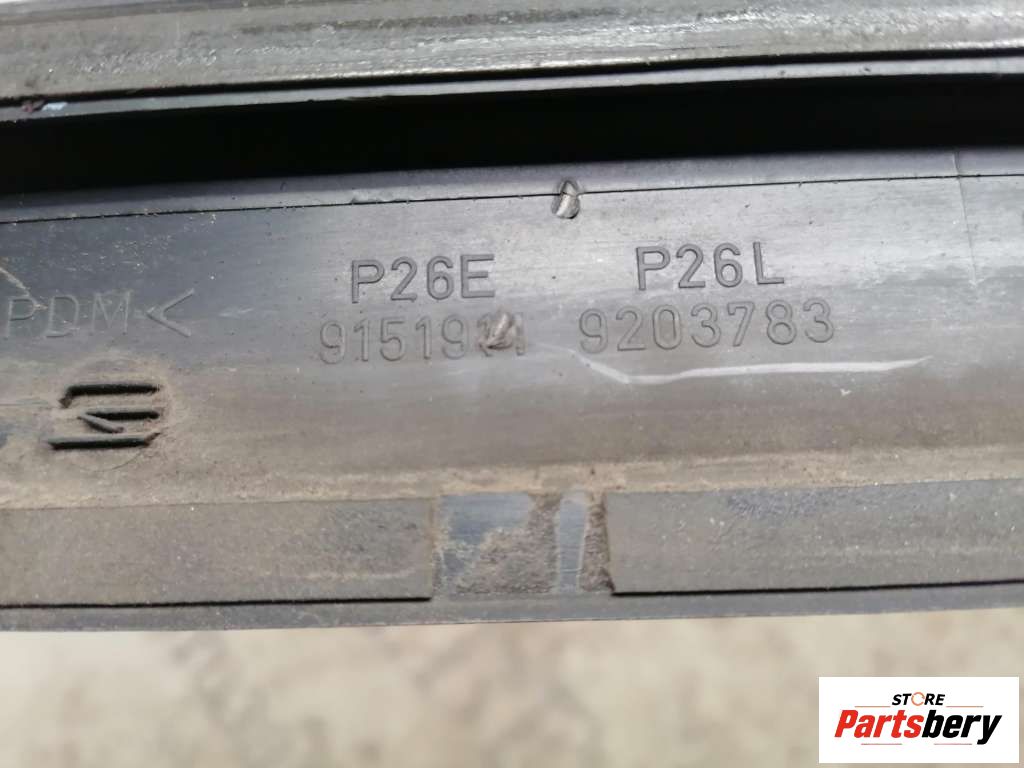 P26E P26L
PDM<
9203783
STORE
Partsbery